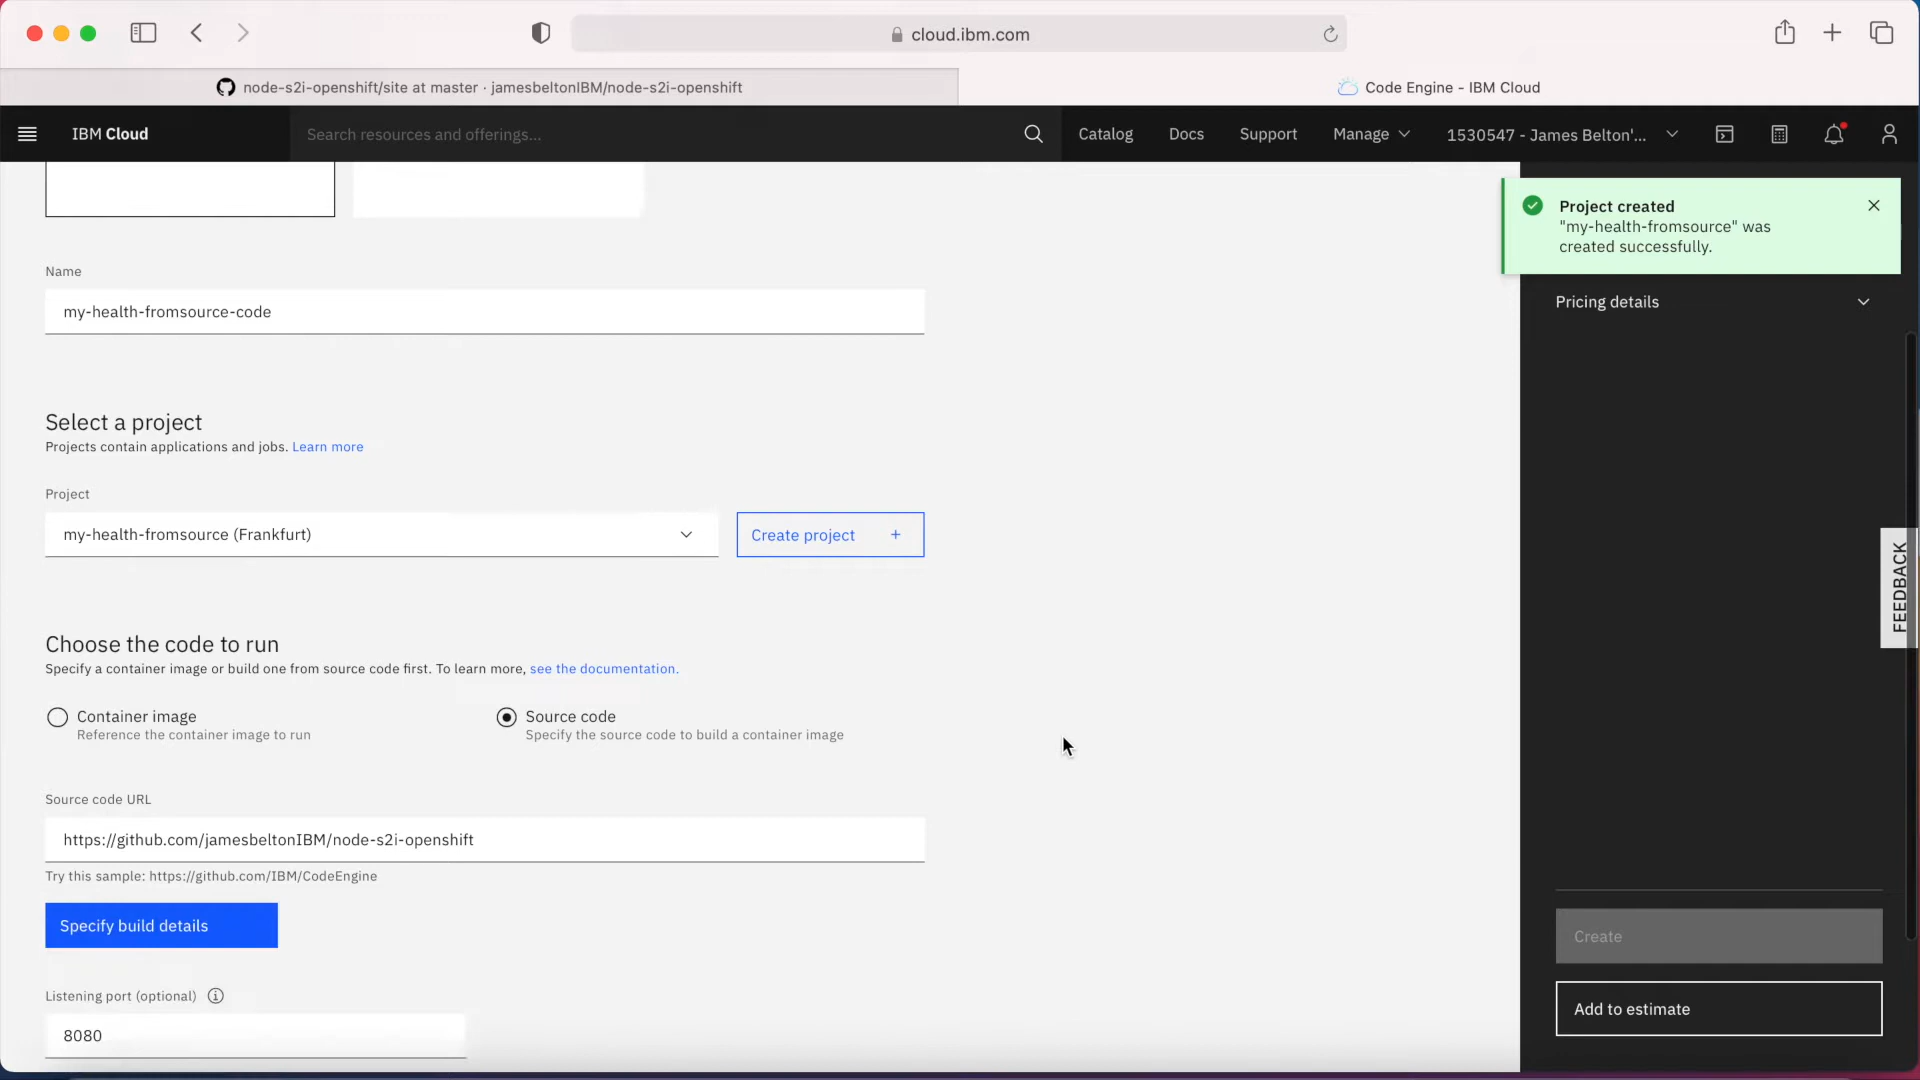 cloud.ibm.com
node-s2i-openshift/site at master · jamesbeltonIBM/node-s2i-openshift
Code Engine - IBM Cloud
IBM Cloud
Search resources and offerings...
Catalog
Docs
Support
Manage
1530547 - James Belton'...
Project created
"my-health-fromsource" was
created successfully.
Pricing details
Name
my-health-fromsource-code
Select a project
Projects contain applications and jobs. Learn more
Project
my-health-fromsource (Frankfurt)
Create project +
Choose the code to run
Specify a container image or build one from source code first. To learn more, see the documentation.
Container image
Reference the container image to run
Source code
Specify the source code to build a container image
Source code URL
https://github.com/jamesbeltonIBM/node-s2i-openshift
Try this sample: https://github.com/IBM/CodeEngine
Specify build details
Listening port (optional)
8080
FEEDBACK
Create
Add to estimate